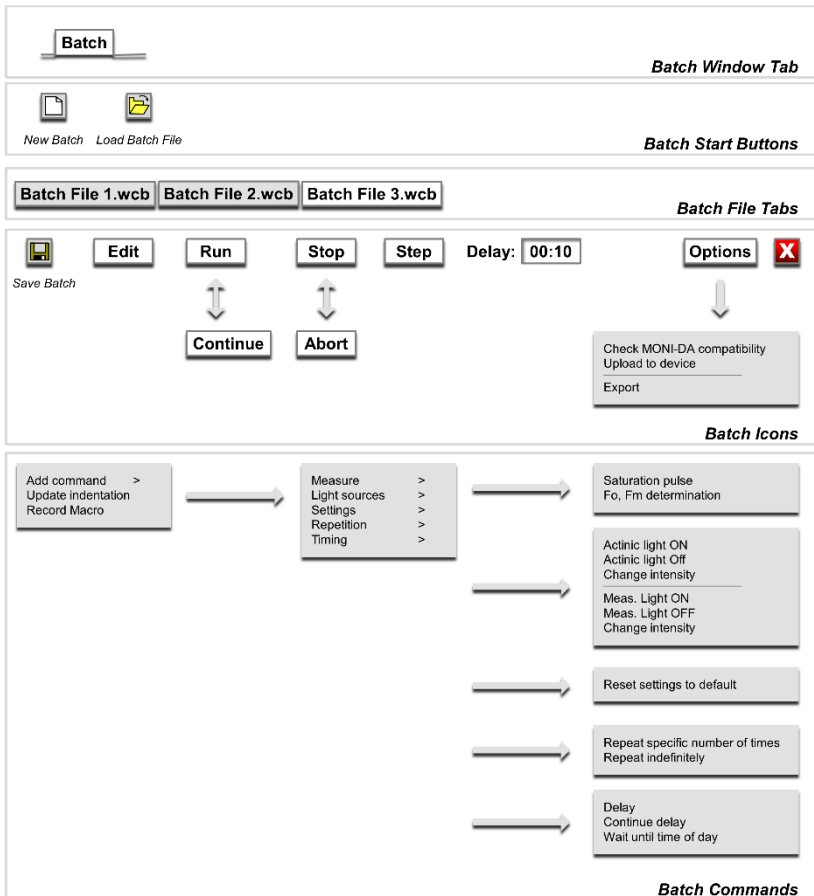 Batch
Batch Window Tab
New Batch Load Batch File
Batch Start Buttons
Batch File 1.wcb Batch File 2.wcb Batch File 3.wcb
Batch File Tabs
Edit Run Stop Step Delay: 00:10 Options X
Save Batch
Continue Abort
Check MONI-DA compatibility
Upload to device
Export
Batch Icons
Add command >
Update indentation
Record Macro
Measure >
Light sources >
Settings >
Repetition >
Timing >
Saturation pulse
Fo, Fm determination
Actinic light ON
Actinic light Off
Change intensity
Meas. Light ON
Meas. Light OFF
Change intensity
Reset settings to default
Repeat specific number of times
Repeat indefinitely
Delay
Continue delay
Wait until time of day
Batch Commands